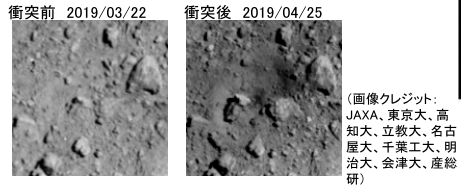 衝突前 2019/03/22
衝突後 2019/04/25
(画像クレジット:
JAXA、東京大、高
知大、立教大、名古
屋大、千葉工大、明
治大、会津大、産総
研)